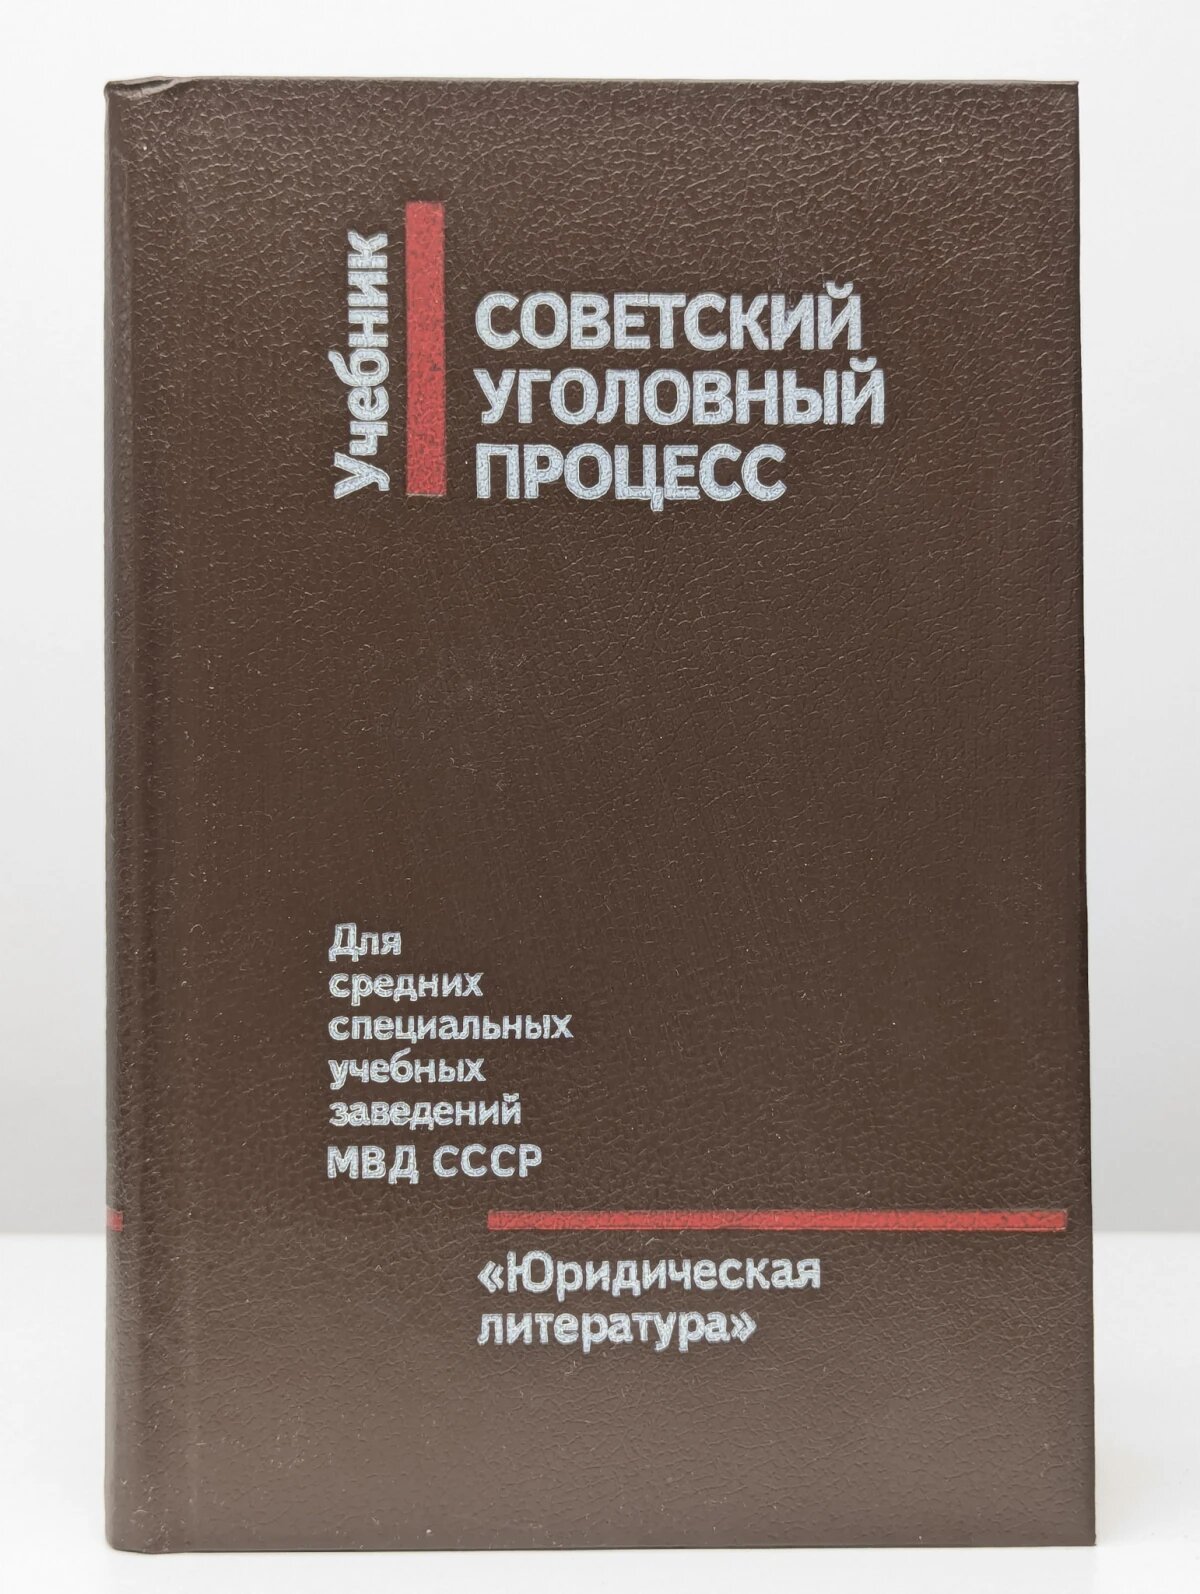 Учебник
СОВЕТСКИЙ
УГОЛОВНЫЙ
ПРОЦЕСС
Для
средних
специальных
учебных
заведений
МВД СССР
«Юридическая
литература»